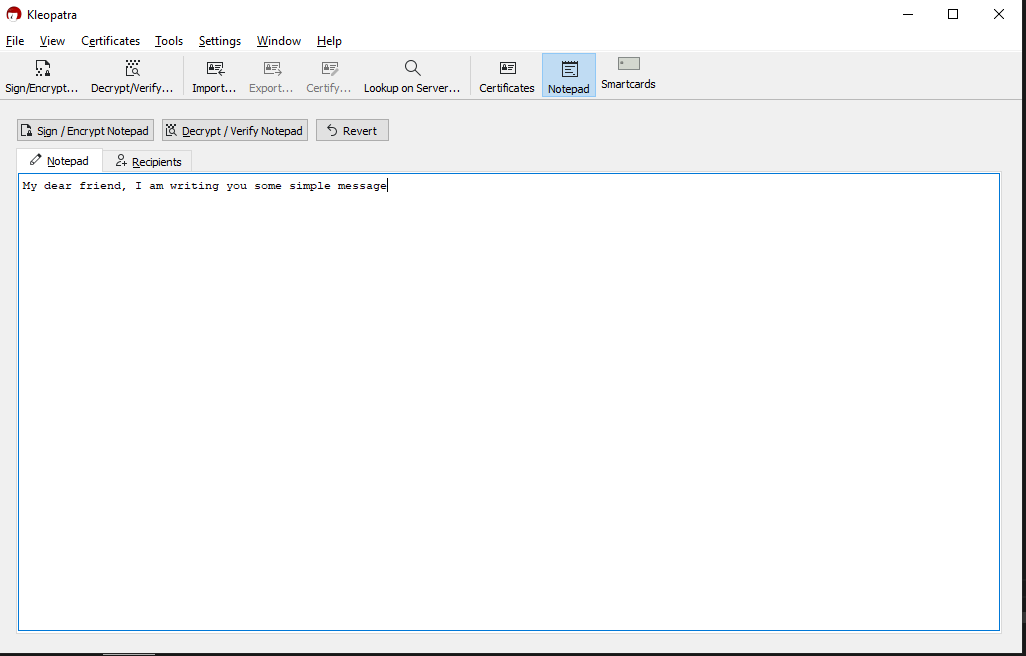 Kleopatra
File View Certificates Tools Settings Window Help
Sign/Encrypt... Decrypt/Verify... Import... Export... Certify... Lookup on Server... Certificates Notepad Smartcards
Sign / Encrypt Notepad Decrypt / Verify Notepad Revert
Notepad Recipients
My dear friend, I am writing you some simple message